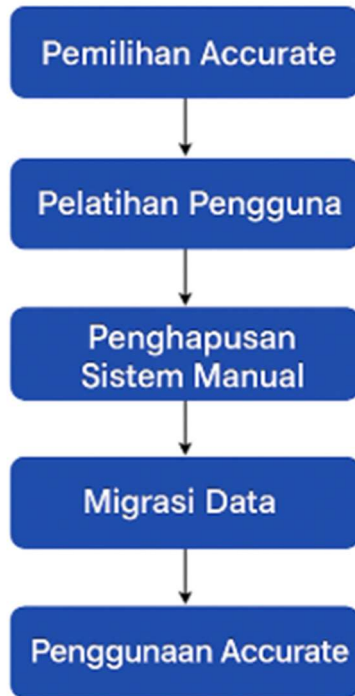 Pemilihan Accurate
Pelatihan Pengguna
Penghapusan
Sistem Manual
Migrasi Data
Penggunaan Accurate